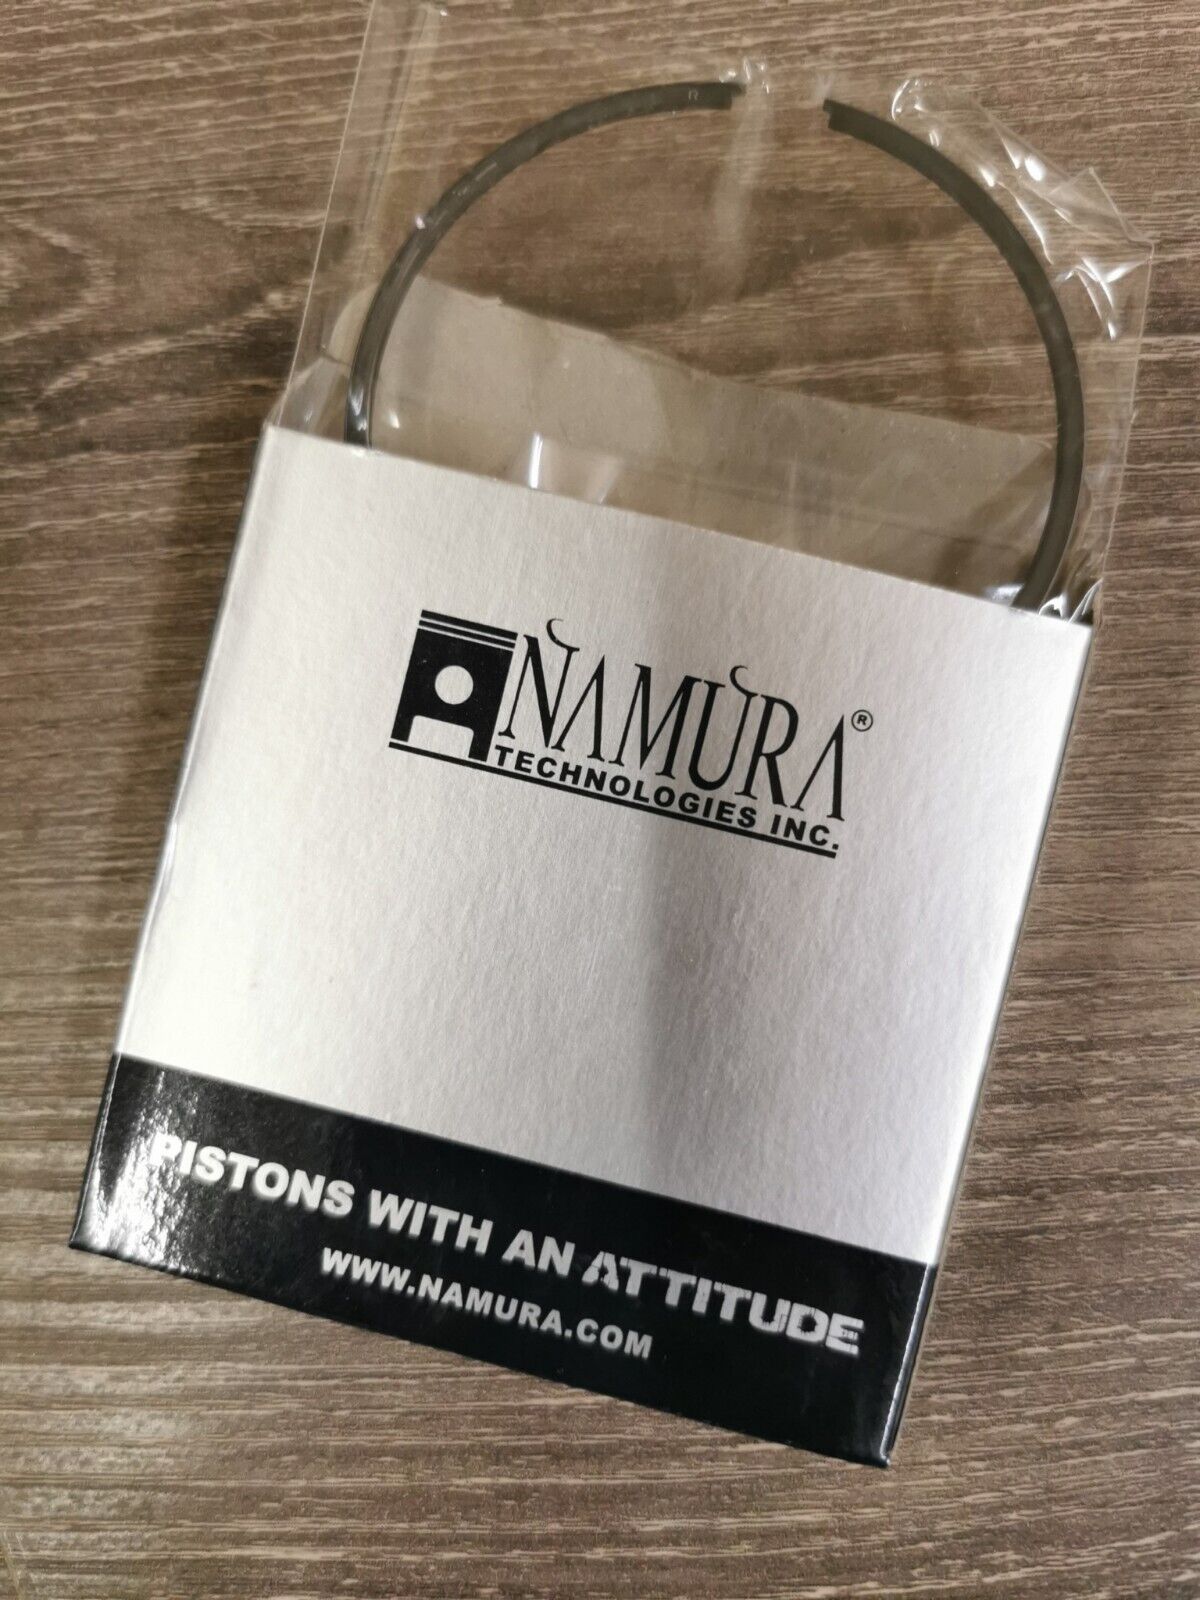 R
NAMURA®
TECHNOLOGIES INC.
PISTONS WITH AN ATTITUDE
WWW.NAMURA.COM